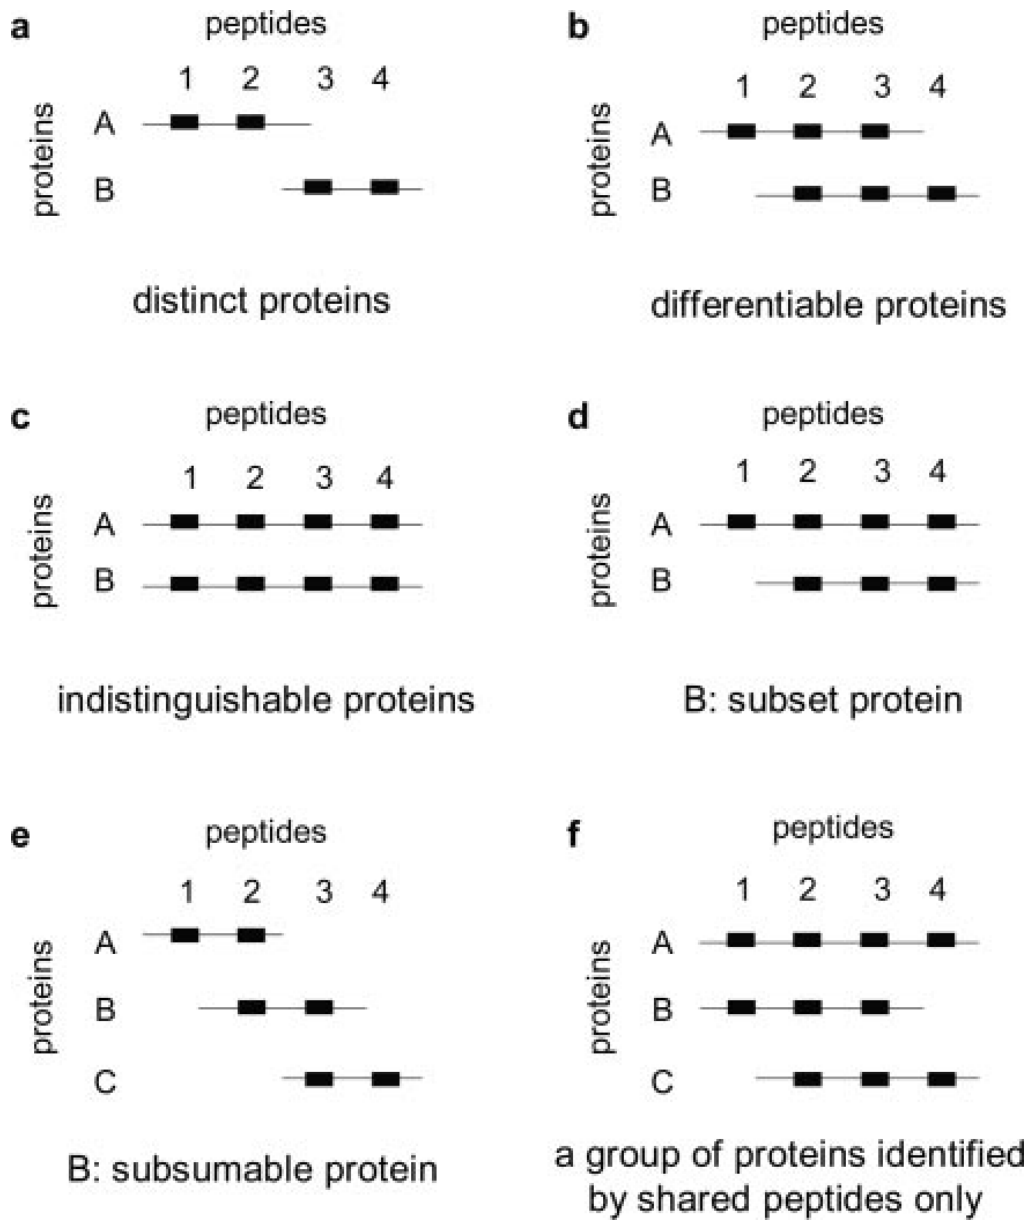 a
peptides
1 2 3 4
proteins
A
B
distinct proteins
b
peptides
1 2 3 4
proteins
A
B
differentiable proteins
c
peptides
1 2 3 4
proteins
A
B
indistinguishable proteins
d
peptides
1 2 3 4
proteins
A
B
B: subset protein
e
peptides
1 2 3 4
proteins
A
B
C
B: subsumable protein
f
peptides
1 2 3 4
proteins
A
B
C
a group of proteins identified
by shared peptides only